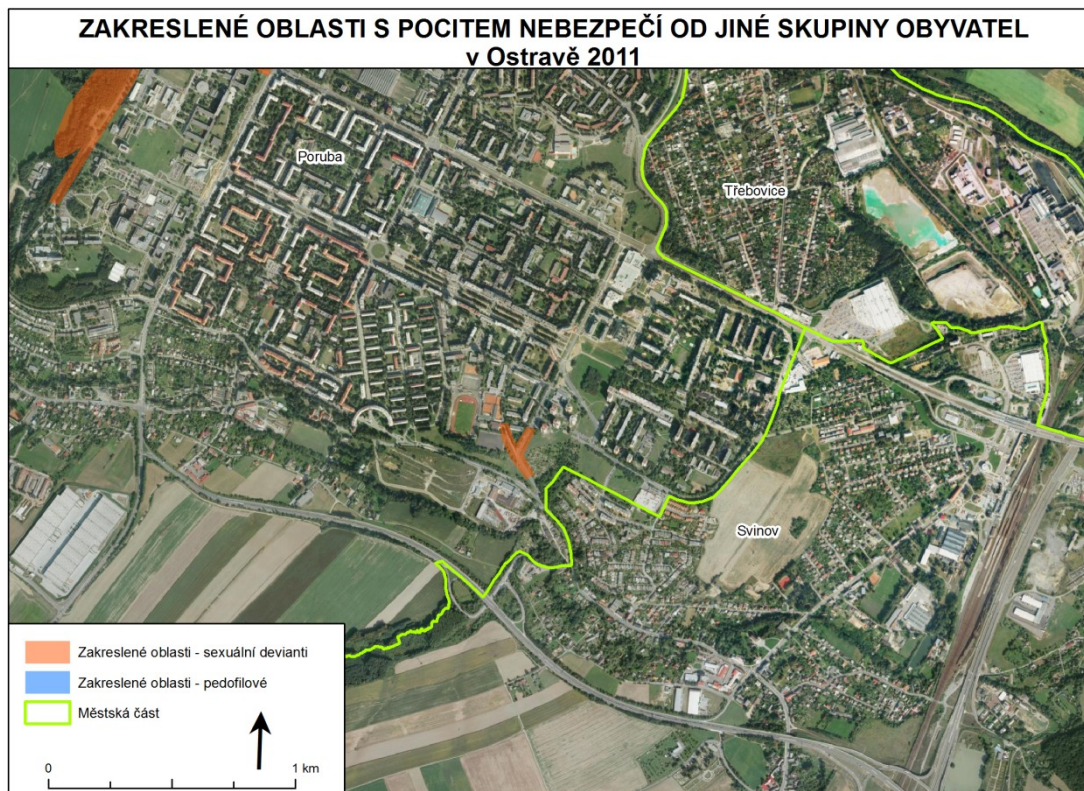 ZAKRESLENÉ OBLASTI S POCITEM NEBEZPEČÍ OD JINÉ SKUPINY OBYVATEL
v Ostravě 2011
Poruba
Třebovice
Svinov
Zakreslené oblasti - sexuální devianti
Zakreslené oblasti - pedofilové
Městská část
0 1 km